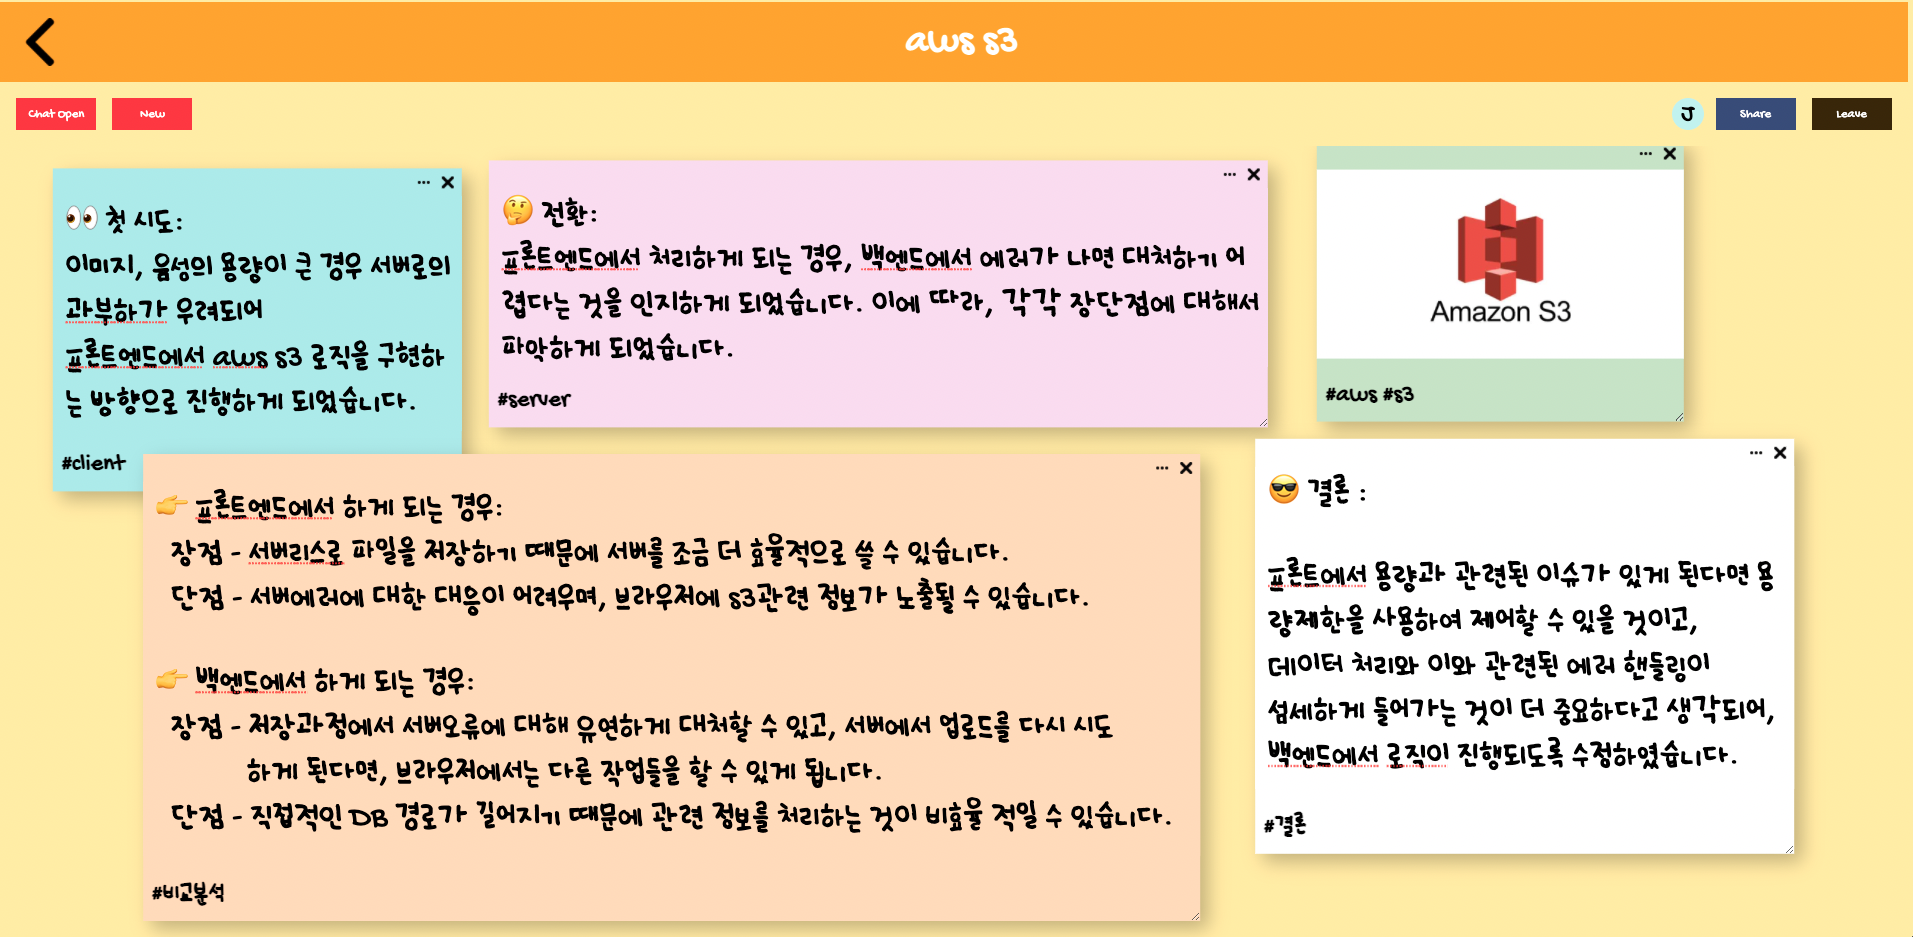 aws s3
Chat Open
New
J
Share
Leave
👀 첫 시도:
이미지, 음성의 용량이 큰 경우 서버로의
과부하가 우려되어
프론트엔드에서 aws s3 로직을 구현하
는 방향으로 진행하게 되었습니다.
#client
🤔 전환:
프론트엔드에서 처리하게 되는 경우, 백엔드에서 에러가 나면 대처하기 어
렵다는 것을 인지하게 되었습니다. 이에 따라, 각각 장단점에 대해서
파악하게 되었습니다.
#server
Amazon S3
#aws #s3
👉 프론트엔드에서 하게 되는 경우:
장점 - 서버리스로 파일을 저장하기 때문에 서버를 조금 더 효율적으로 쓸 수 있습니다.
단점 - 서버에러에 대한 대응이 어려우며, 브라우저에 s3관련 정보가 노출될 수 있습니다.
👉 백엔드에서 하게 되는 경우:
장점 - 저장과정에서 서버오류에 대해 유연하게 대처할 수 있고, 서버에서 업로드를 다시 시도
하게 된다면, 브라우저에서는 다른 작업들을 할 수 있게 됩니다.
단점 - 직접적인 DB 경로가 길어지기 때문에 관련 정보를 처리하는 것이 비효율 적일 수 있습니다.
#비교분석
😎 결론 :
프론트에서 용량과 관련된 이슈가 있게 된다면 용
량제한을 사용하여 제어할 수 있을 것이고,
데이터 처리와 이와 관련된 에러 핸들링이
섬세하게 들어가는 것이 더 중요하다고 생각되어,
백엔드에서 로직이 진행되도록 수정하였습니다.
#결론